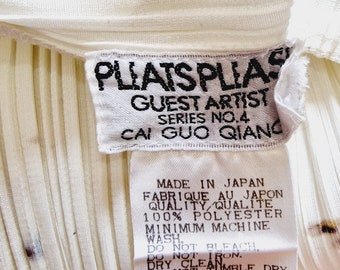 PLEATS PLEAS
GUEST ARTIST
SERIES NO.4
CAI GUO QIANG
MADE IN JAPAN
FABRIQUE AU JAPON
QUALITY/QUALITE
100% POLYESTER
MINIMUM MACHINE
WASH.
DO NOT BLEACH.
DO NOT IRON.
DRY CLEAN.
TUMBLE DRY